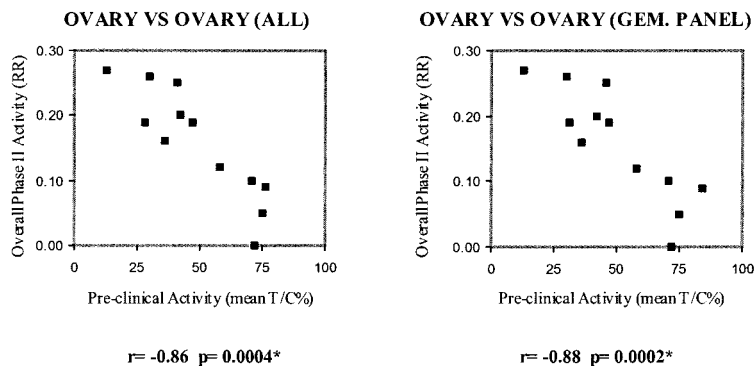 OVARY VS OVARY (ALL)
Overall Phase II Activity (RR)
0.30
0.20
0.10
0.00
0
25
50
75
100
Pre-clinical Activity (mean T/C%)
r= -0.86 p= 0.0004*
OVARY VS OVARY (GEM. PANEL)
Overall Phase II Activity (RR)
0.30
0.20
0.10
0.00
0
25
50
75
100
Pre-clinical Activity (mean T/C%)
r= -0.88 p= 0.0002*